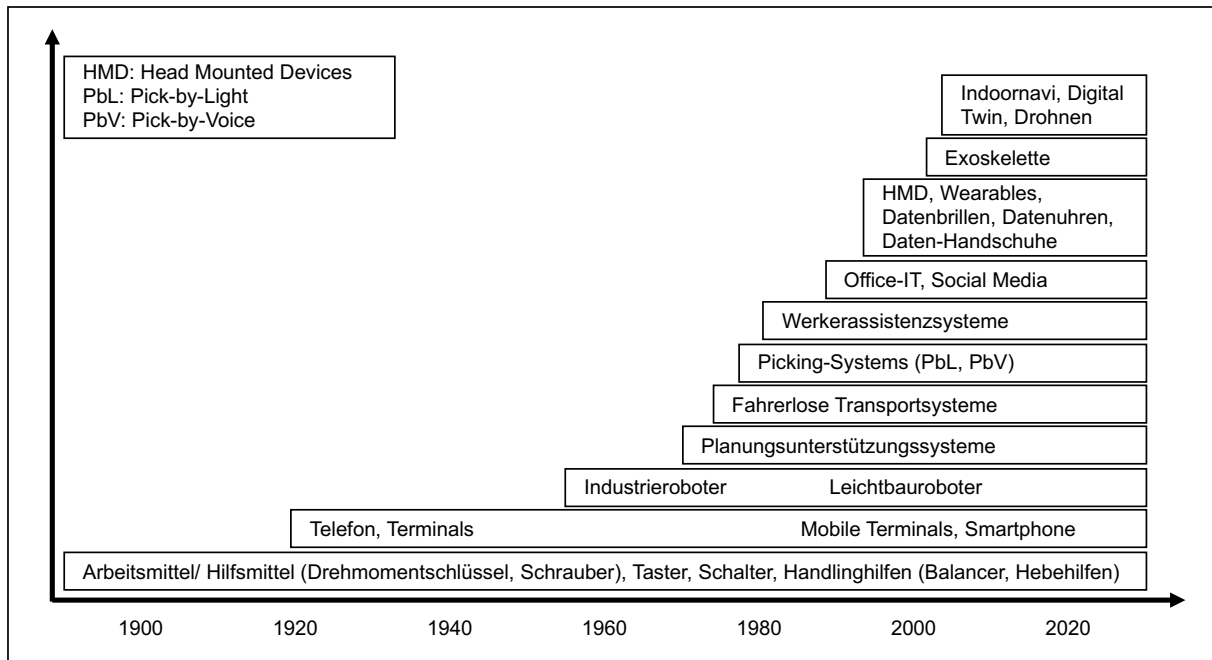 HMD: Head Mounted Devices
PbL: Pick-by-Light
PbV: Pick-by-Voice
Indoornavi, Digital
Twin, Drohnen
Exoskelette
HMD, Wearables,
Datenbrillen, Datenuhren,
Daten-Handschuhe
Office-IT, Social Media
Werkerassistenzsysteme
Picking-Systems (PbL, PbV)
Fahrerlose Transportsysteme
Planungsunterstützungssysteme
Industrieroboter Leichtbauroboter
Telefon, Terminals Mobile Terminals, Smartphone
Arbeitsmittel/ Hilfsmittel (Drehmomentschlüssel, Schrauber), Taster, Schalter, Handlinghilfen (Balancer, Hebehilfen)
1900 1920 1940 1960 1980 2000 2020